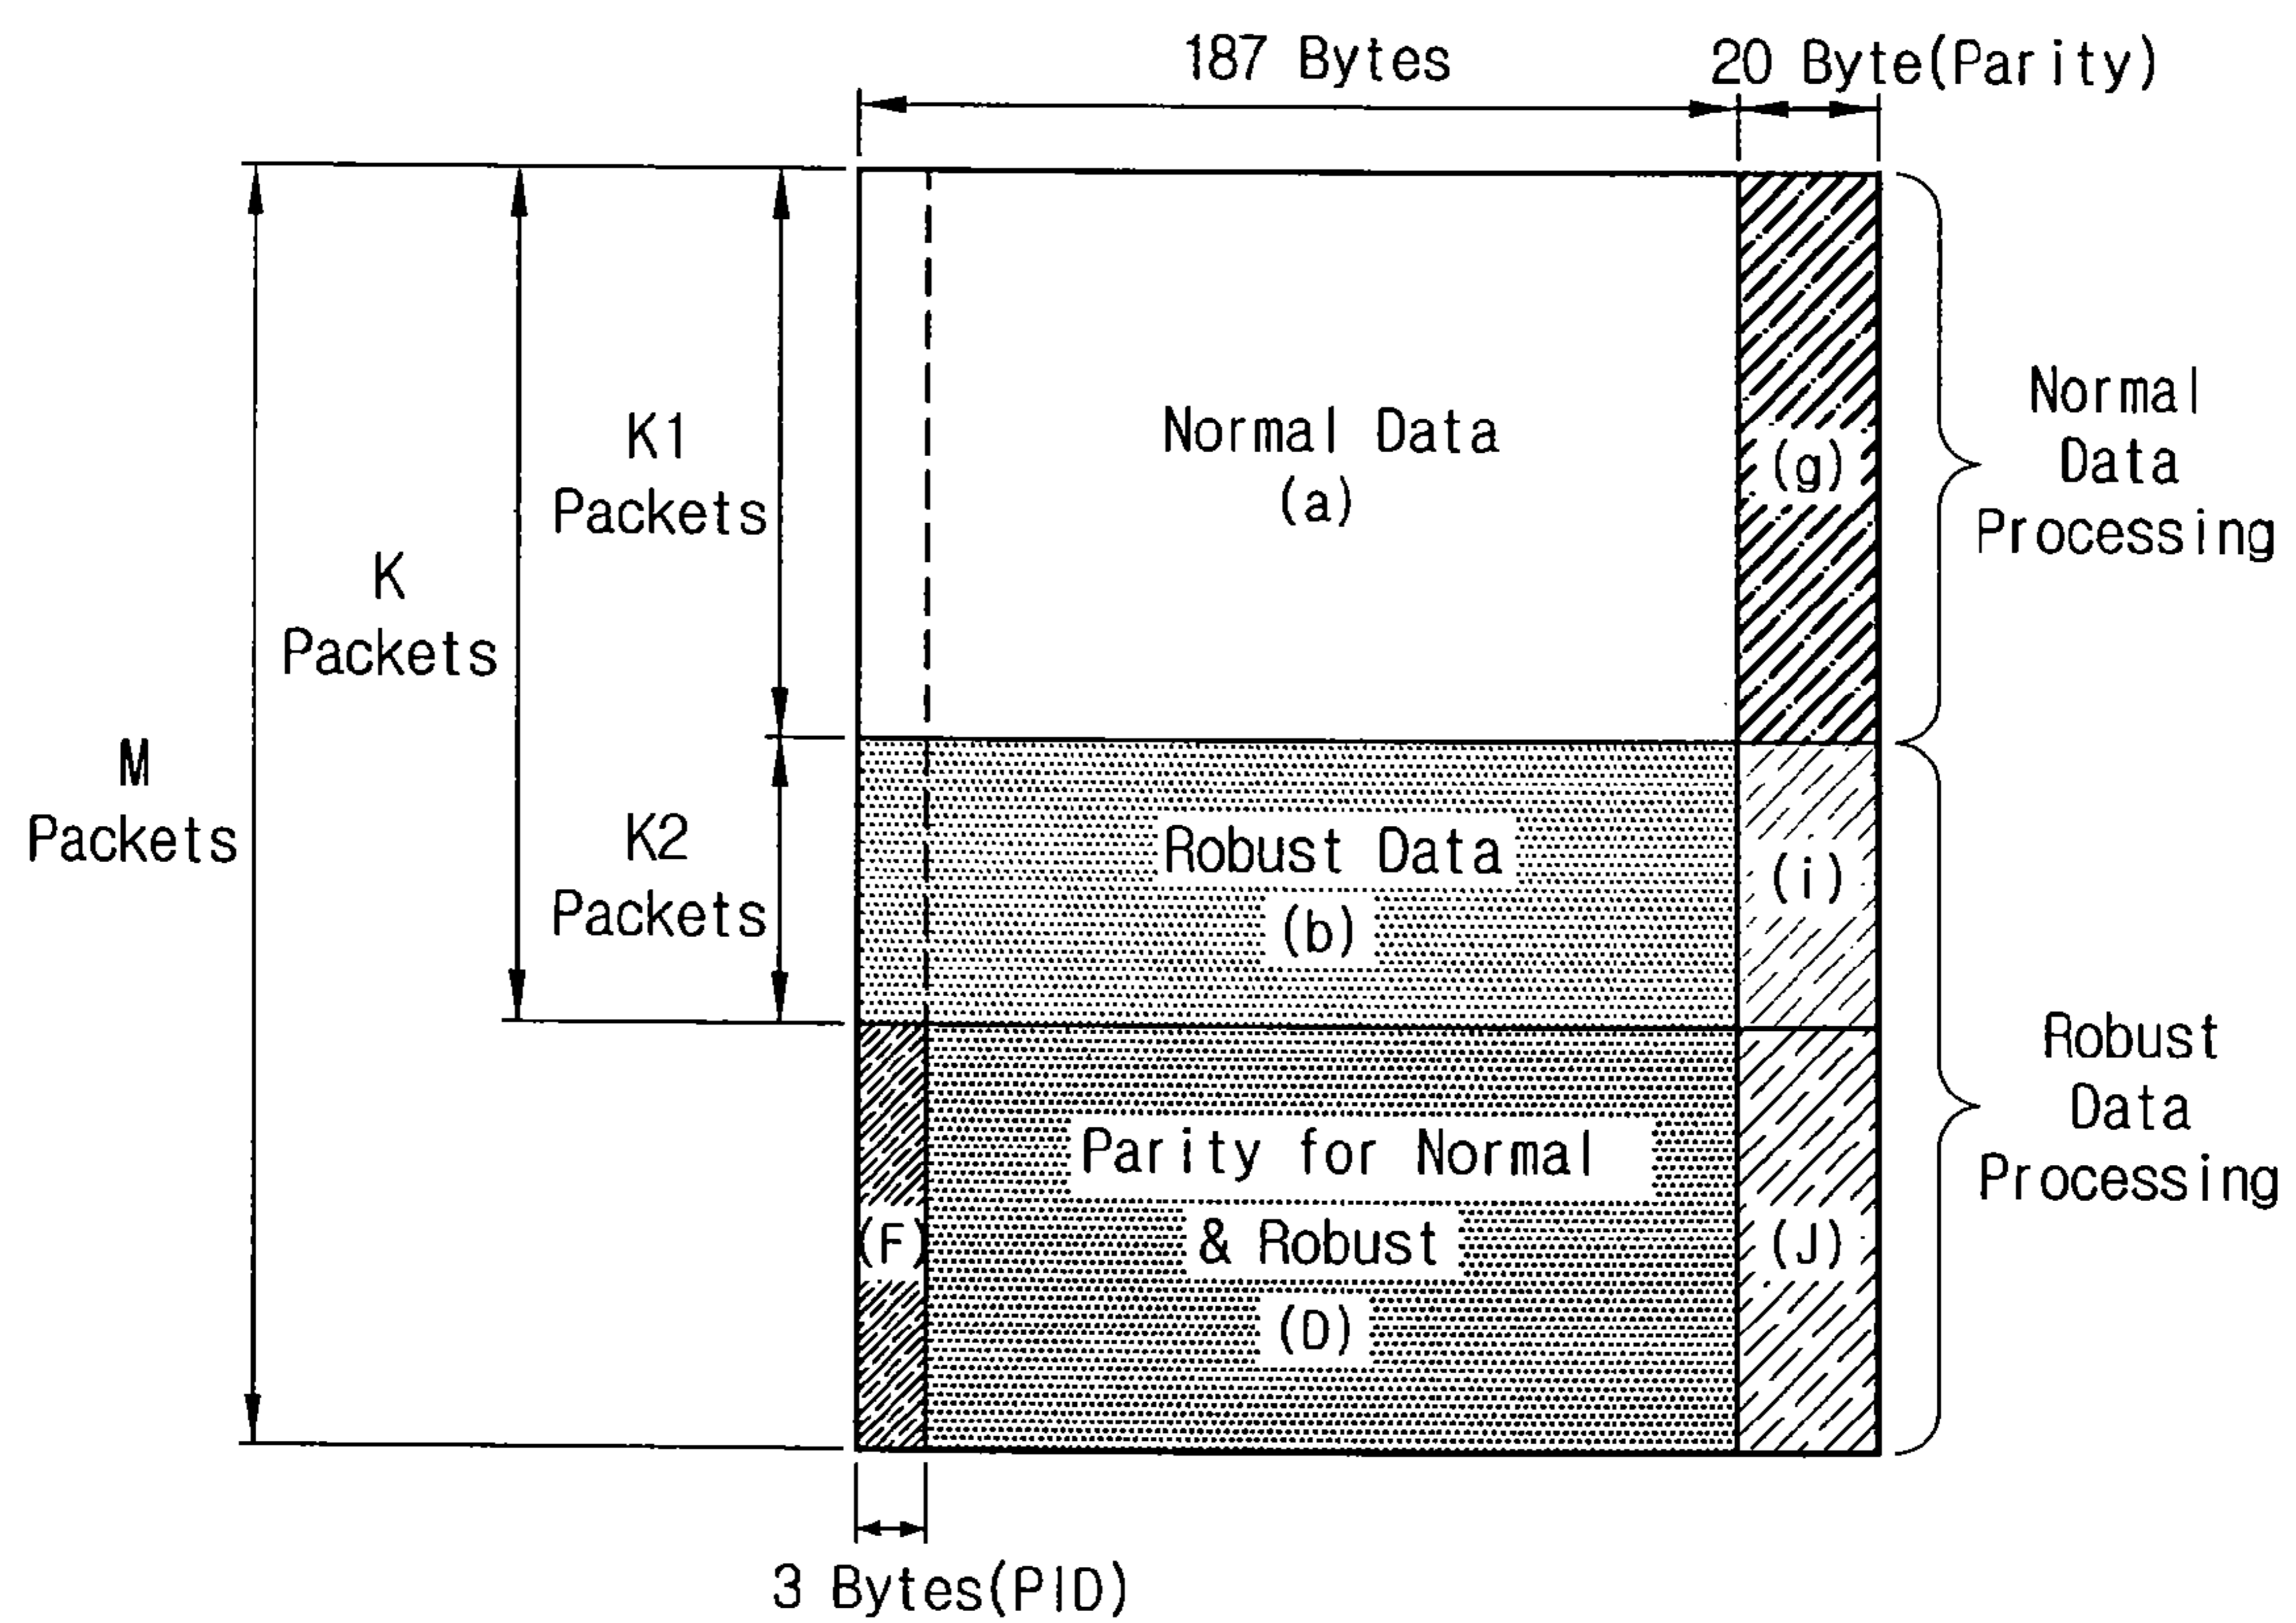 187 Bytes
20 Byte(Parity)
K1
Packets
Normal Data
(a)
(g)
Normal
Data
Processing
K
Packets
M
Packets
K2
Packets
Robust Data
(b)
(i)
Robust
Data
Processing
Parity for Normal
& Robust
(D)
(F)
(J)
3 Bytes(PID)